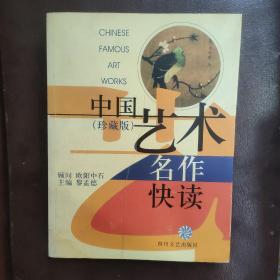 CHINESE
FAMOUS
ART
WORKS
中国
(珍藏版)
艺术
名作
快读
顾问 欧阳中石
主编 黎孟德
四川文艺出版社